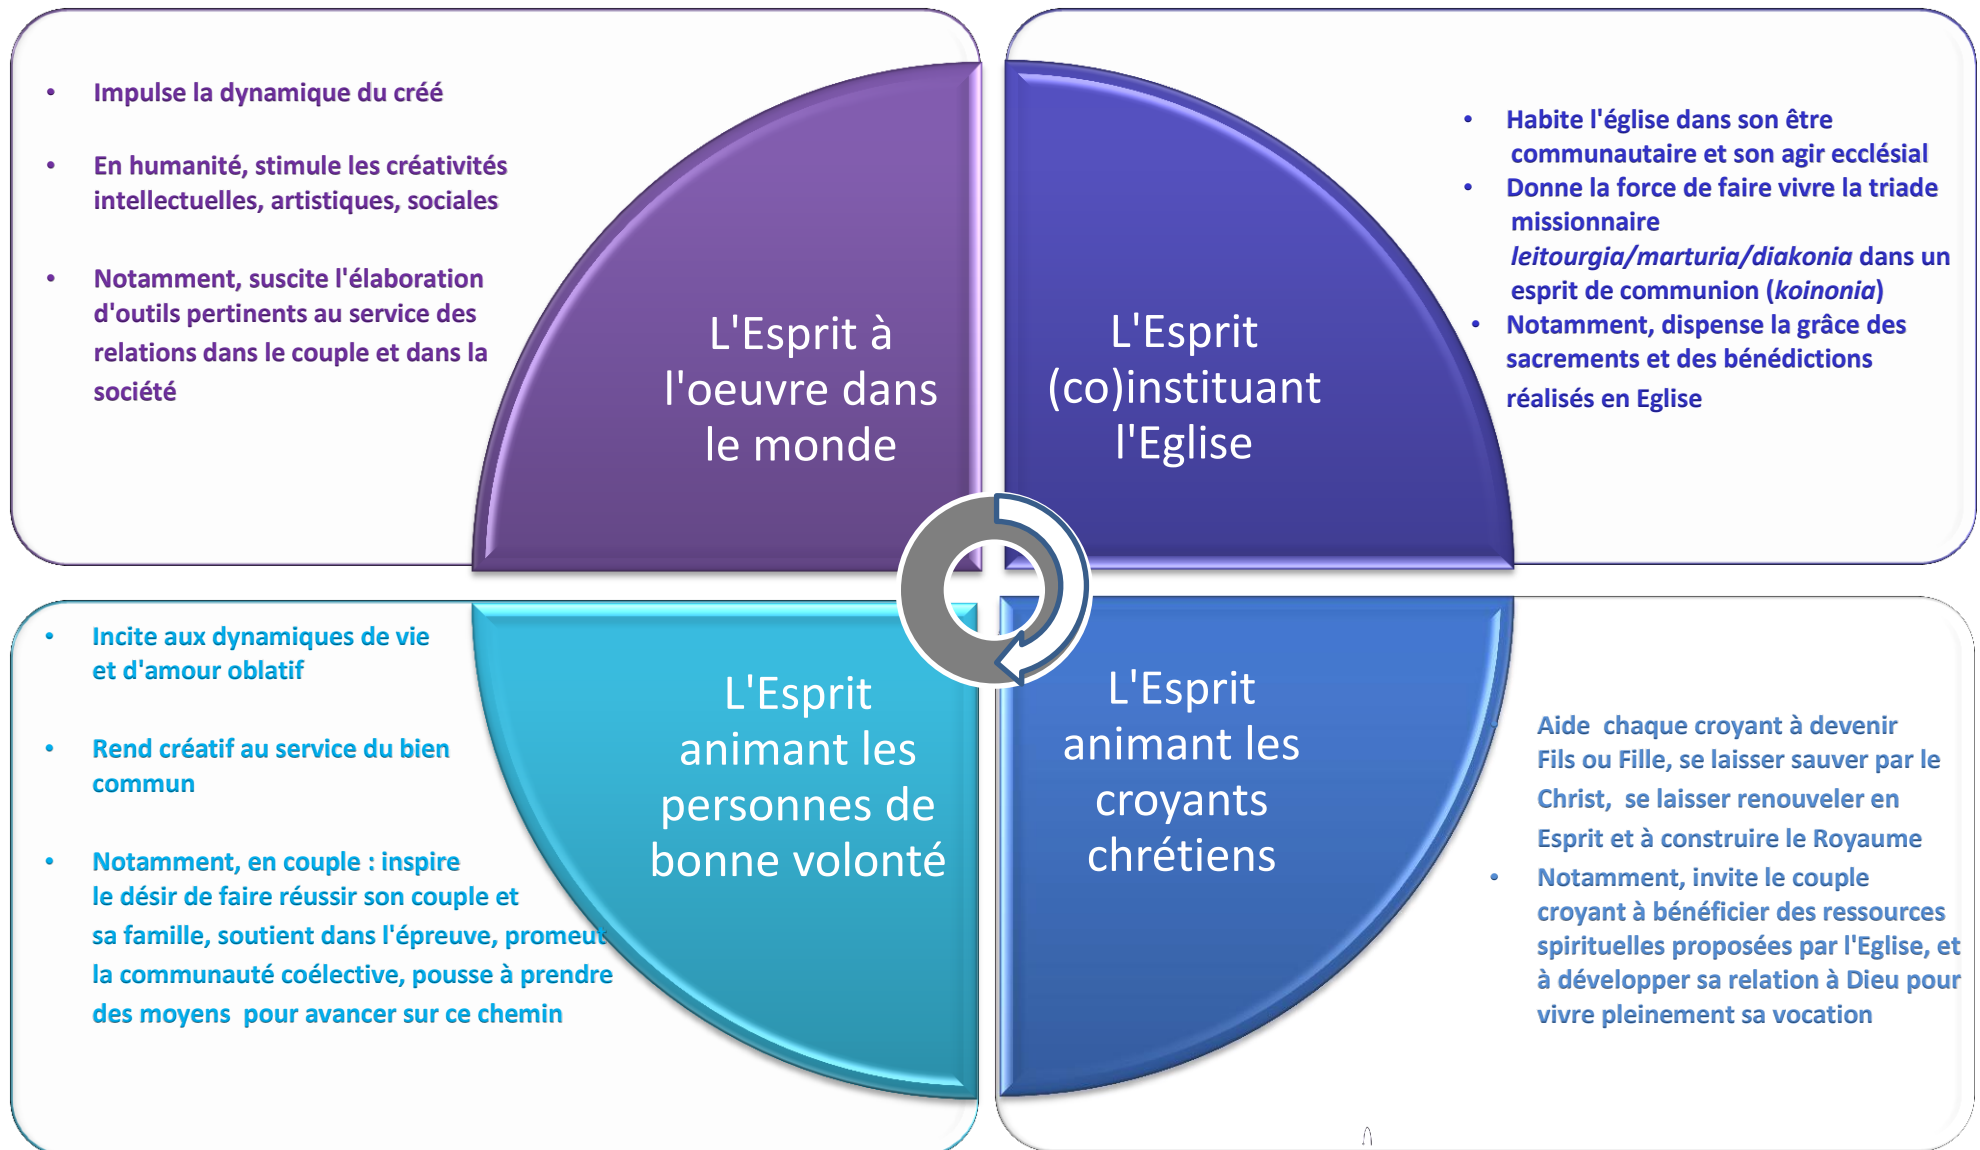 • Impulse la dynamique du créé
• En humanité, stimule les créativités
intellectuelles, artistiques, sociales
• Notamment, suscite l'élaboration
d'outils pertinents au service des
relations dans le couple et dans la
société
L'Esprit à
l'oeuvre dans
le monde
L'Esprit
(co)instituant
l'Eglise
• Habite l'église dans son être
communautaire et son agir ecclésial
• Donne la force de faire vivre la triade
missionnaire
leitourgia/marturia/diakonia dans un
esprit de communion (koinonia)
• Notamment, dispense la grâce des
sacrements et des bénédictions
réalisés en Eglise
• Incite aux dynamiques de vie
et d'amour oblatif
• Rend créatif au service du bien
commun
• Notamment, en couple : inspire
le désir de faire réussir son couple et
sa famille, soutient dans l'épreuve, promeut
la communauté coélective, pousse à prendre
des moyens pour avancer sur ce chemin
L'Esprit
animant les
personnes de
bonne volonté
L'Esprit
animant les
croyants
chrétiens
• Aide chaque croyant à devenir
Fils ou Fille, se laisser sauver par le
Christ, se laisser renouveler en
Esprit et à construire le Royaume
• Notamment, invite le couple
croyant à bénéficier des ressources
spirituelles proposées par l'Eglise, et
à développer sa relation à Dieu pour
vivre pleinement sa vocation